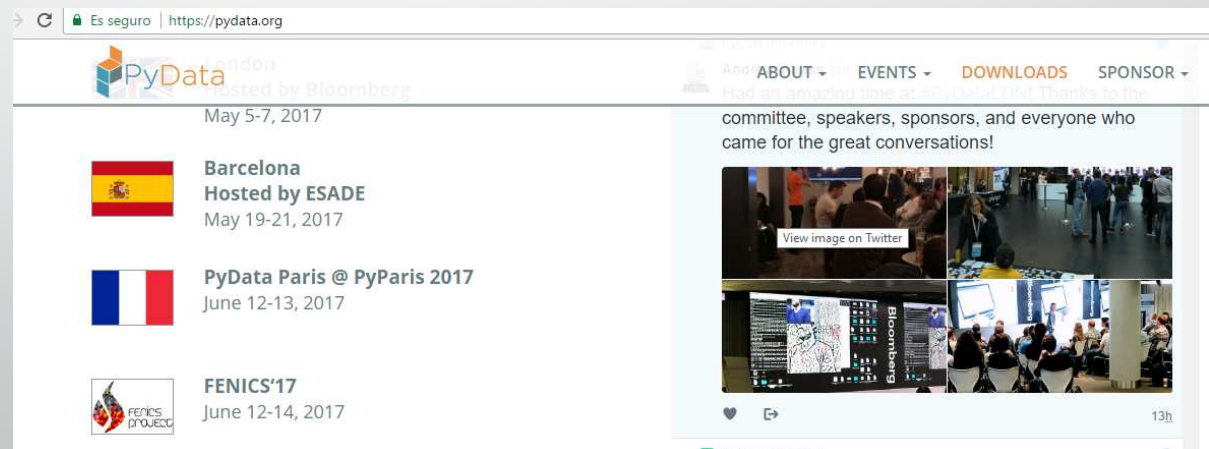 Es seguro | https://pydata.org
PyData
ABOUT
EVENTS
DOWNLOADS
SPONSOR
London
Hosted by Bloomberg
May 5-7, 2017
Barcelona
Hosted by ESADE
May 19-21, 2017
PyData Paris @ PyParis 2017
June 12-13, 2017
FENICS
PROJECT
FENICS'17
June 12-14, 2017
Had an amazing time at #PyDataLDN! Thanks to the
committee, speakers, sponsors, and everyone who
came for the great conversations!
View image on Twitter
Bloomberg
Bloomberg
13h